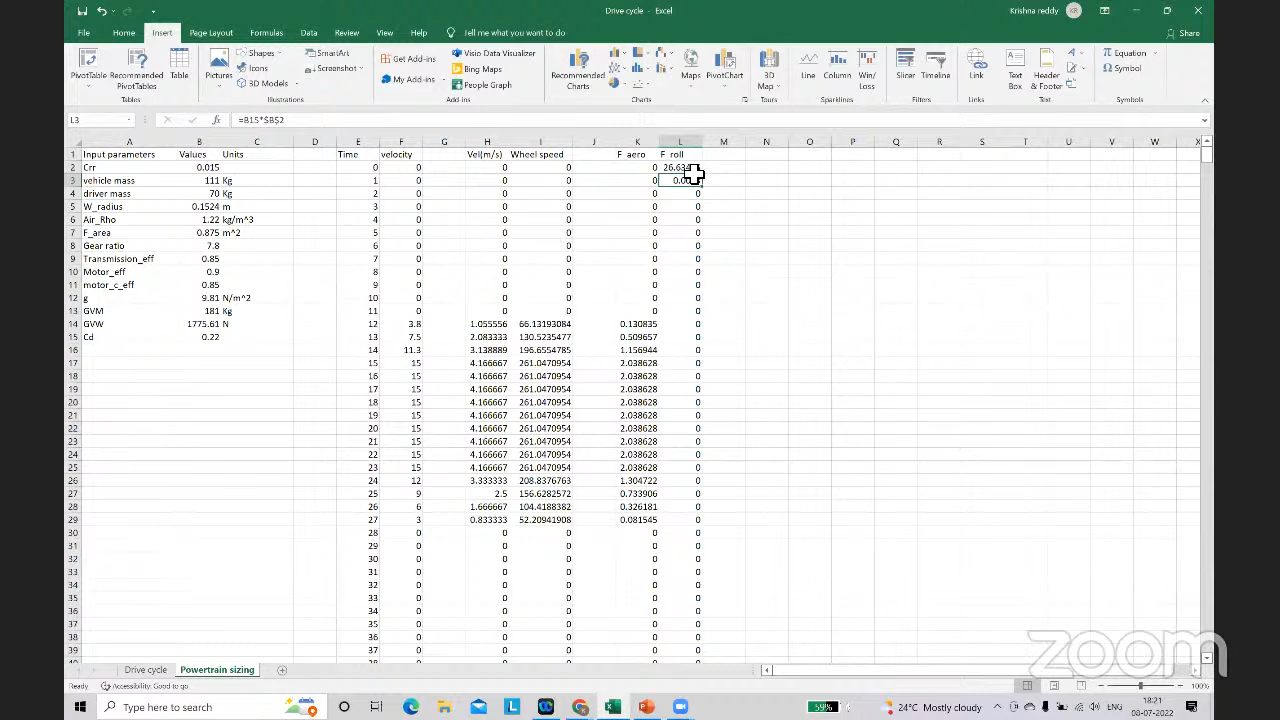 Drive cycle - Excel
Krishna reddy KR
File Home Insert Page Layout Formulas Data Review View Help Tell me what you want to do Share
PivotTable Recommended PivotTables Table Pictures Shapes Icons 3D Models SmartArt Screenshot Get Add-ins My Add-ins Visio Data Visualizer Bing Maps People Graph Recommended Charts Maps PivotChart 3D Map Line Column Win/Loss Slicer Timeline Link Text Box Header & Footer Equation Symbol
Tables Illustrations Add-ins Charts Tours Sparklines Filters Links Text Symbols
L3 fx =B15*$B$2
A B C D E F G H I J K L M N O P Q R S T U V W X
1 Input parameters Values Units Time velocity Vel(m/s) Wheel speed F_aero F_roll
2 Crr 0.015 0 0 0 0 0
3 vehicle mass 111 Kg 1 0 0 0 0
4 driver mass 70 Kg 2 0 0 0 0 0
5 W_radius 0.1524 m 3 0 0 0 0 0
6 Air_Rho 1.22 kg/m^3 4 0 0 0 0 0
7 F_area 0.875 m^2 5 0 0 0 0 0
8 Gear ratio 7.8 6 0 0 0 0 0
9 Transmission_eff 0.85 7 0 0 0 0 0
10 Motor_eff 0.9 8 0 0 0 0 0
11 motor_c_eff 0.85 9 0 0 0 0 0
12 g 9.81 N/m^2 10 0 0 0 0 0
13 GVM 181 Kg 11 0 0 0 0 0
14 GVW 1775.61 N 12 3.8 1.055556 66.13193084 0.130835 0
15 Cd 0.22 13 7.5 2.083333 130.5235477 0.509657 0
16 14 11.3 3.138889 196.6554785 1.156944 0
17 15 15 4.166667 261.0470954 2.038628 0
18 16 15 4.166667 261.0470954 2.038628 0
19 17 15 4.166667 261.0470954 2.038628 0
20 18 15 4.166667 261.0470954 2.038628 0
21 19 15 4.166667 261.0470954 2.038628 0
22 20 15 4.166667 261.0470954 2.038628 0
23 21 15 4.166667 261.0470954 2.038628 0
24 22 15 4.166667 261.0470954 2.038628 0
25 23 15 4.166667 261.0470954 2.038628 0
26 24 12 3.333333 208.8376763 1.304722 0
27 25 9 2.5 156.6282572 0.733906 0
28 26 6 1.666667 104.4188382 0.326181 0
29 27 3 0.833333 52.20941908 0.081545 0
30 28 0 0 0 0 0
31 29 0 0 0 0 0
32 30 0 0 0 0 0
33 31 0 0 0 0 0
34 32 0 0 0 0 0
35 33 0 0 0 0 0
36 34 0 0 0 0 0
37 35 0 0 0 0 0
38 36 0 0 0 0 0
39 37 0 0 0 0 0
zoom
Drive cycle Powertrain sizing
Ready Accessibility: Good to go 100%
Type here to search 59% 24°C Mostly cloudy ENG 18:21
08-07-2022